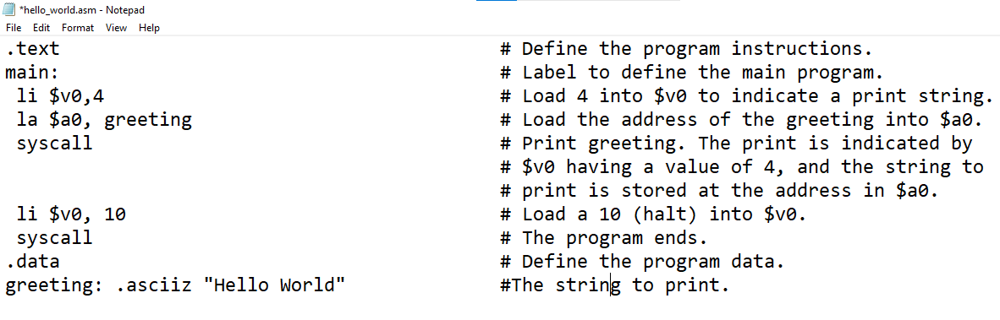 *hello_world.asm - Notepad
File Edit Format View Help
.text # Define the program instructions.
main: # Label to define the main program.
li $v0,4 # Load 4 into $v0 to indicate a print string.
la $a0, greeting # Load the address of the greeting into $a0.
syscall # Print greeting. The print is indicated by
# $v0 having a value of 4, and the string to
# print is stored at the address in $a0.
li $v0, 10 # Load a 10 (halt) into $v0.
syscall # The program ends.
.data # Define the program data.
greeting: .asciiz "Hello World" #The string to print.